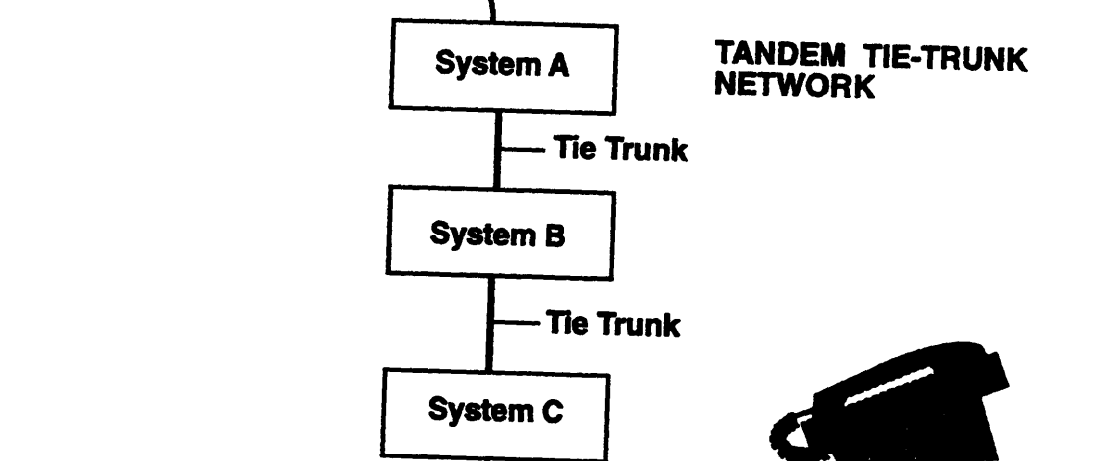 System A
TANDEM TIE-TRUNK
NETWORK
Tie Trunk
System B
Tie Trunk
System C